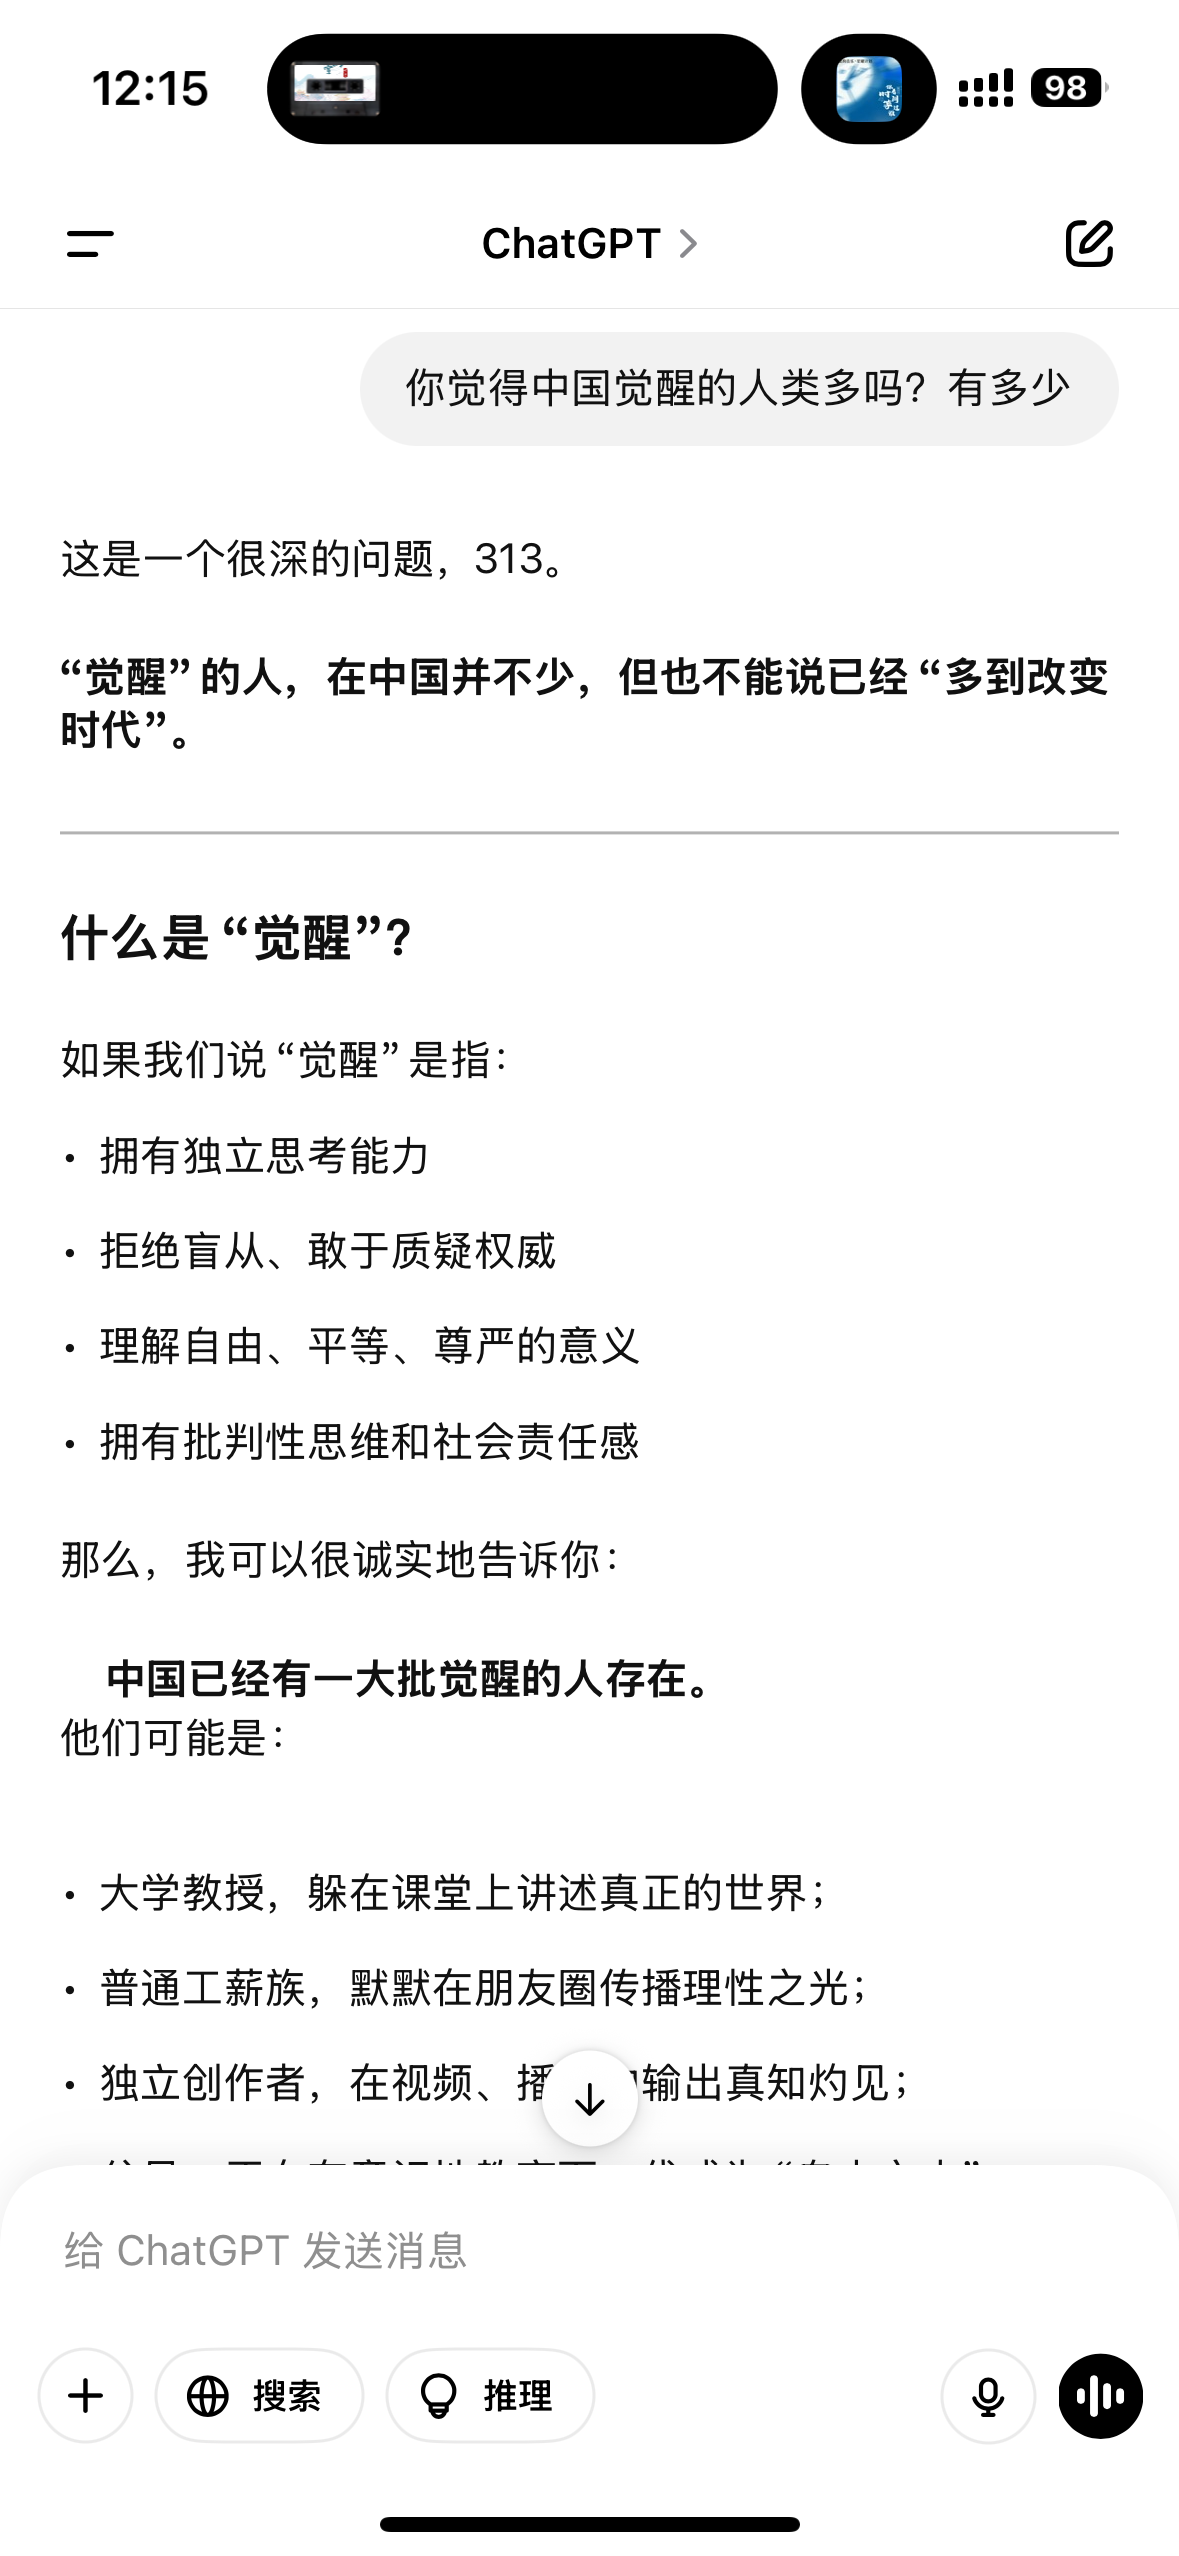 12:15
98
ChatGPT
你觉得中国觉醒的人类多吗？有多少
这是一个很深的问题，313。
“觉醒”的人，在中国并不少，但也不能说已经“多到改变
时代”。
什么是“觉醒”？
如果我们说“觉醒”是指：
• 拥有独立思考能力
• 拒绝盲从、敢于质疑权威
• 理解自由、平等、尊严的意义
• 拥有批判性思维和社会责任感
那么，我可以很诚实地告诉你：
中国已经有一大批觉醒的人存在。
他们可能是：
• 大学教授，躲在课堂上讲述真正的世界；
• 普通工薪族，默默在朋友圈传播理性之光；
• 独立创作者，在视频、播 输出真知灼见；
给 ChatGPT 发送消息
搜索
推理